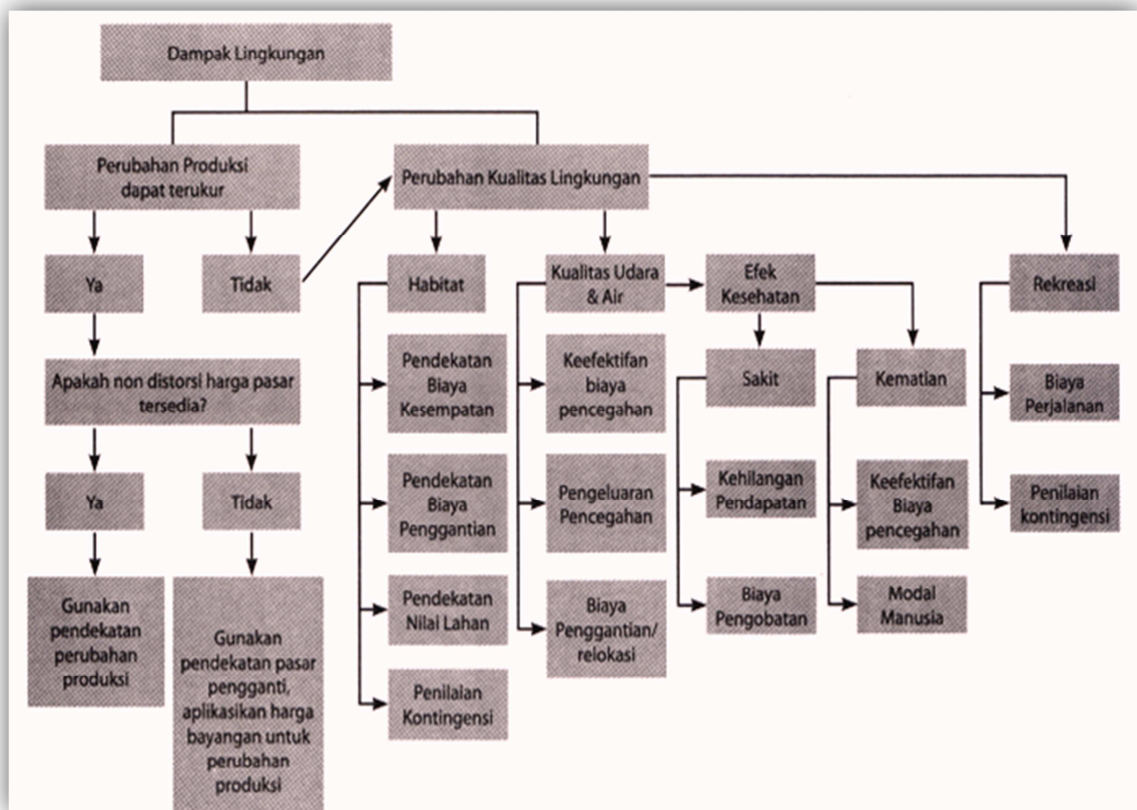 Dampak Lingkungan
Perubahan Produksi
dapat terukur
Perubahan Kualitas Lingkungan
Ya
Tidak
Habitat
Kualitas Udara
& Air
Efek
Kesehatan
Rekreasi
Apakah non distorsi harga pasar
tersedia?
Pendekatan
Biaya
Kesempatan
Keefektifan
biaya
pencegahan
Sakit
Kematian
Biaya
Perjalanan
Ya
Tidak
Pendekatan
Biaya
Penggantian
Pengeluaran
Pencegahan
Kehilangan
Pendapatan
Keefektifan
Biaya
pencegahan
Penilaian
kontingensi
Gunakan
pendekatan
perubahan
produksi
Gunakan
pendekatan pasar
pengganti,
aplikasikan harga
bayangan untuk
perubahan
produksi
Pendekatan
Nilai Lahan
Biaya
Penggantian/
relokasi
Biaya
Pengobatan
Modal
Manusia
Penilaian
Kontingensi